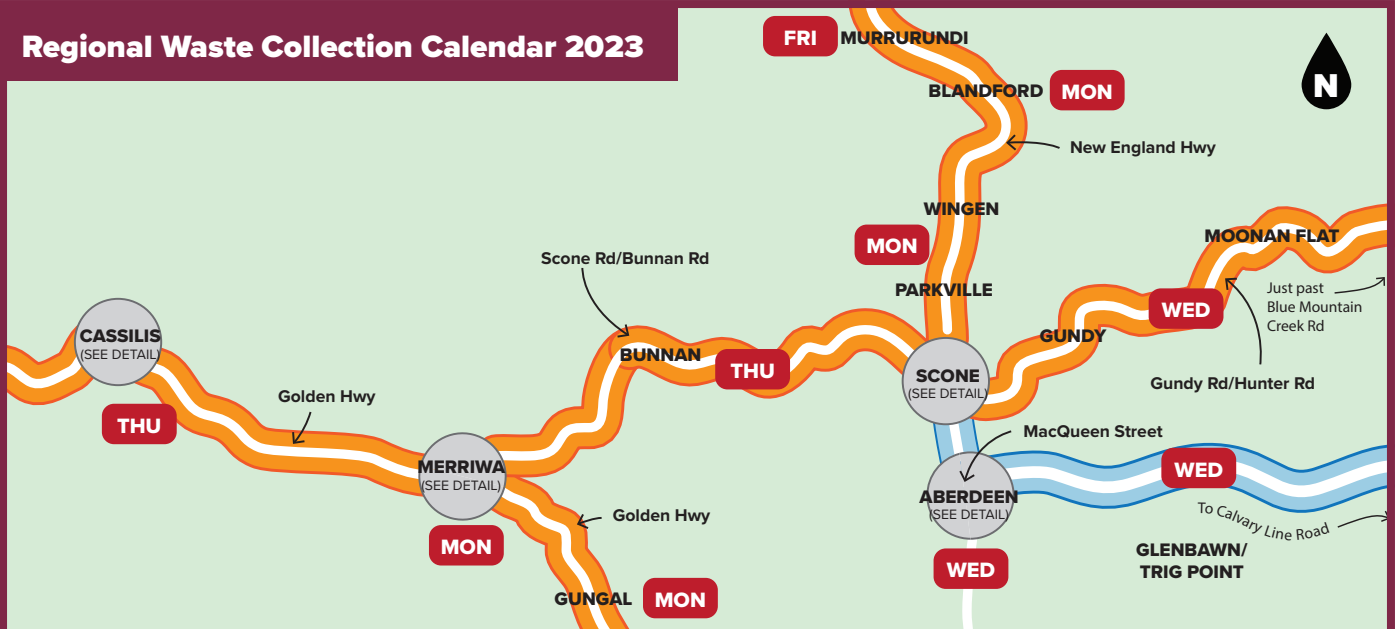 Regional Waste Collection Calendar 2023
FRI
MURRURUNDI
N
BLANDFORD
MON
New England Hwy
WINGEN
MON
PARKVILLE
MOONAN FLAT
Just past
Blue Mountain
Creek Rd
WED
GUNDY
Gundy Rd/Hunter Rd
Scone Rd/Bunnan Rd
BUNNAN
THU
SCONE
(SEE DETAIL)
CASSILIS
(SEE DETAIL)
THU
Golden Hwy
MERRIWA
(SEE DETAIL)
MON
Golden Hwy
GUNGAL
MON
MacQueen Street
ABERDEEN
(SEE DETAIL)
WED
WED
To Calvary Line Road
GLENBAWN/
TRIG POINT